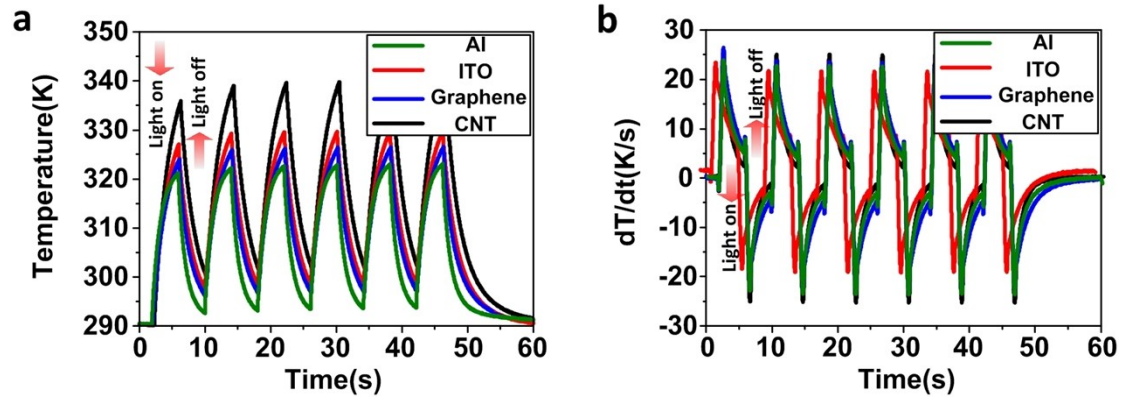 a
350
340
330
320
310
300
290
Temperature(K)
Light on
Light off
Al
ITO
Graphene
CNT
0 10 20 30 40 50 60
Time(s)
b
30
20
10
0
-10
-20
-30
dT/dt(K/s)
Light off
Light on
Al
ITO
Graphene
CNT
0 10 20 30 40 50 60
Time(s)